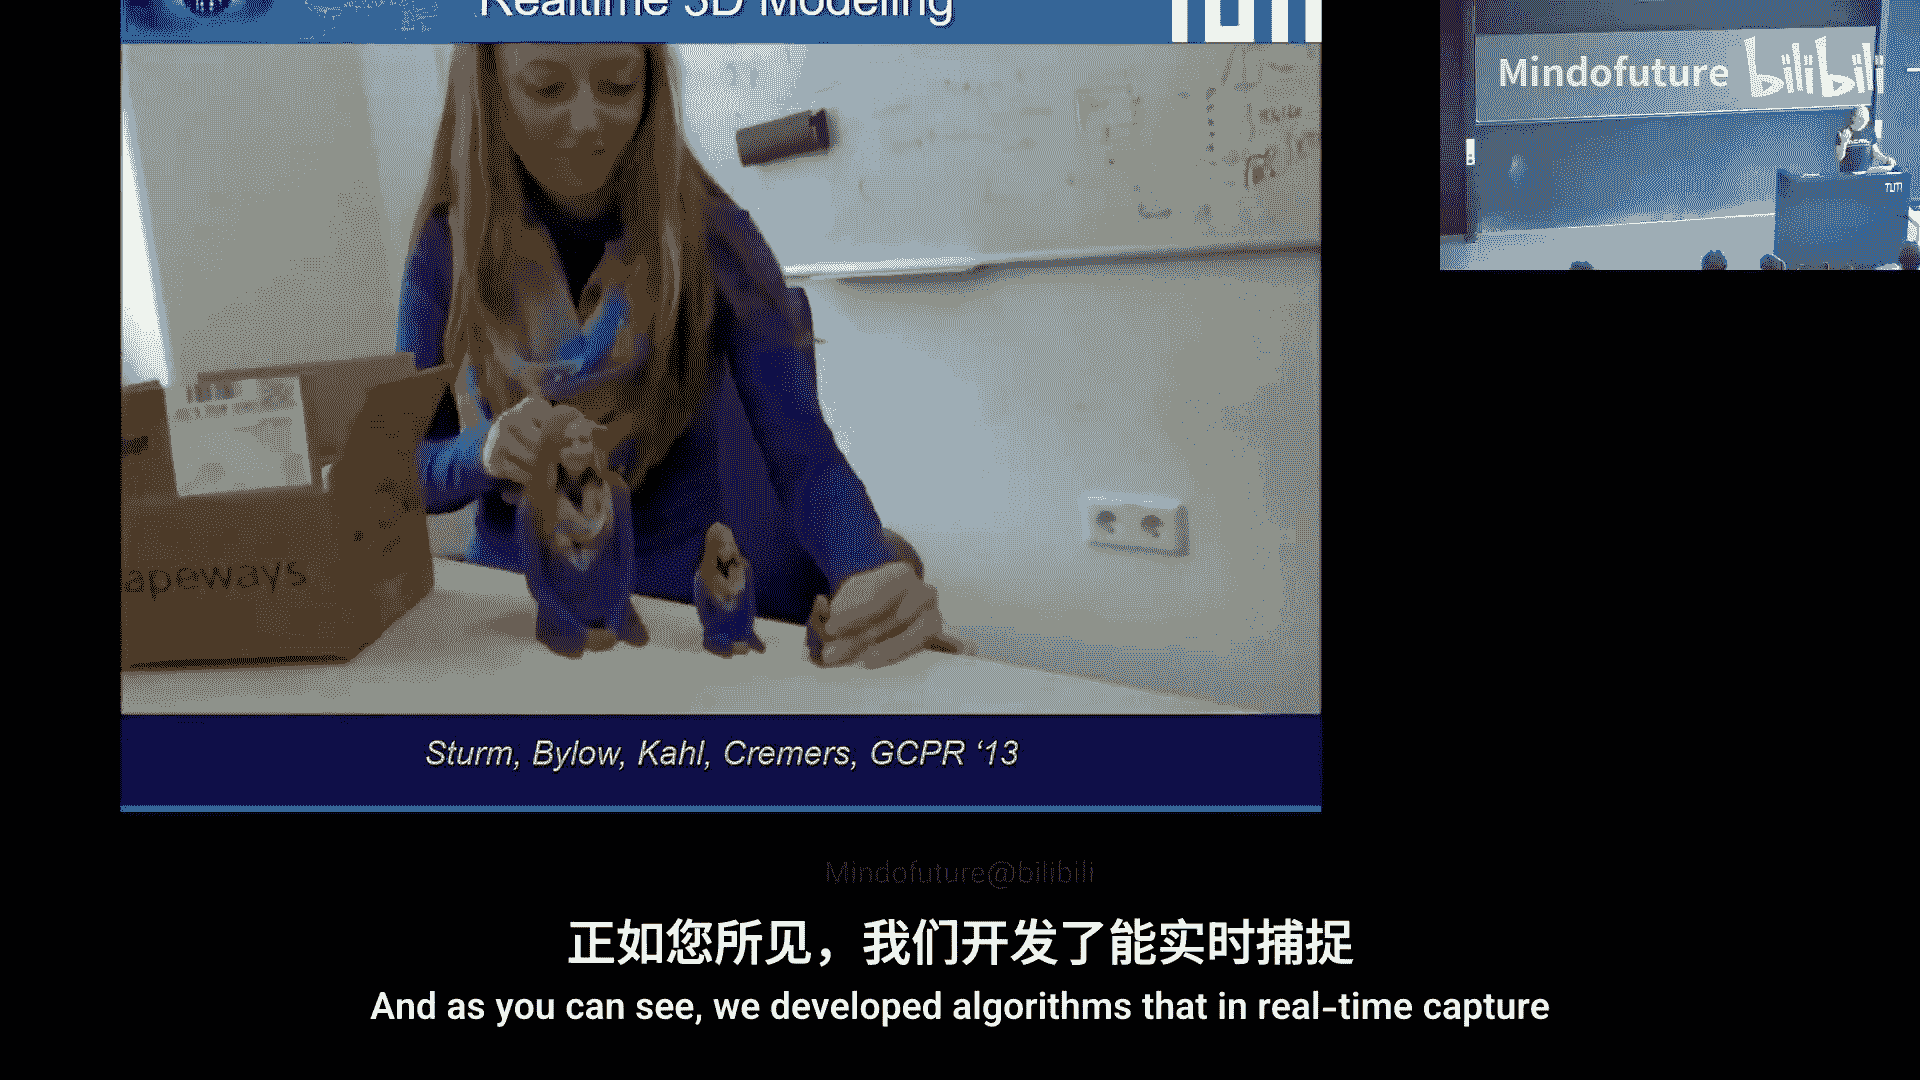 Realtime 3D Modeling
TUM
Mindofuture bilibili
TUM
apeways
Sturm, Bylow, Kahl, Cremers, GCPR ‘13
Mindofuture@bilibili
正如您所见，我们开发了能实时捕捉
And as you can see, we developed algorithms that in real-time capture